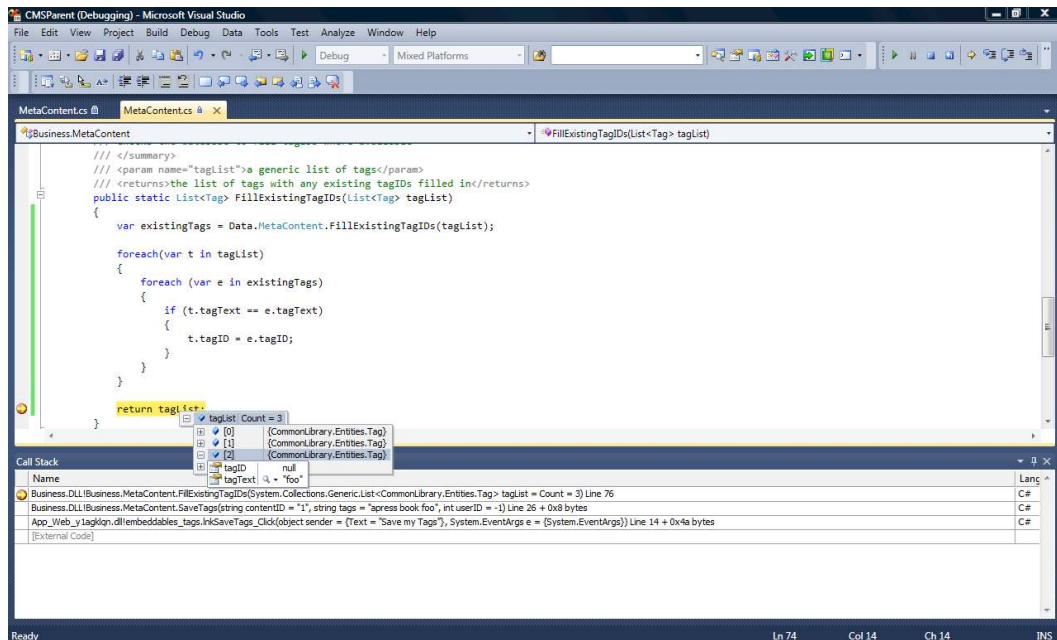 CMSParent (Debugging) - Microsoft Visual Studio
File Edit View Project Build Debug Data Tools Test Analyze Window Help
Debug Mixed Platforms
MetaContent.cs MetaContent.cs
Business.MetaContent FillExistingTagIDs(List<Tag> tagList)
/// </summary>
/// <param name="tagList">a generic list of tags</param>
/// <returns>the list of tags with any existing tagIDs filled in</returns>
public static List<Tag> FillExistingTagIDs(List<Tag> tagList)
{
var existingTags = Data.MetaContent.FillExistingTagIDs(tagList);
foreach(var t in tagList)
{
foreach (var e in existingTags)
{
if (t.tagText == e.tagText)
{
t.tagID = e.tagID;
}
}
}
return tagList;
tagList Count = 3
}
[0] {CommonLibrary.Entities.Tag}
[1] {CommonLibrary.Entities.Tag}
[2] {CommonLibrary.Entities.Tag}
tagID null
tagText "foo"
Call Stack
Name Lang
Business.DLL!Business.MetaContent.FillExistingTagIDs(System.Collections.Generic.List<CommonLibrary.Entities.Tag> tagList = Count = 3) Line 76 C#
Business.DLL!Business.MetaContent.SaveTags(string contentID = "1", string tags = "apress book foo", int userID = -1) Line 26 + 0x8 bytes C#
App_Web_y1agklqn.dll!embeddables_tags.lnkSaveTags_Click(object sender = {Text = "Save my Tags"}, System.EventArgs e = {System.EventArgs}) Line 14 + 0x4a bytes C#
[External Code]
Ready Ln 74 Col 14 Ch 14 INS